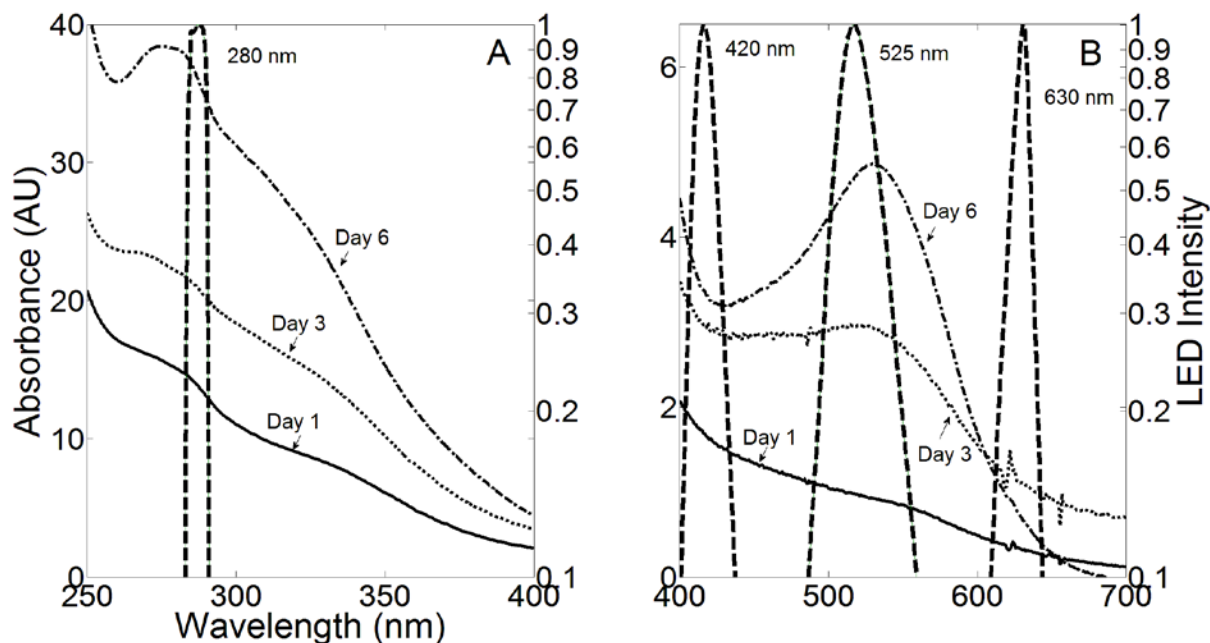 40
30
20
10
0
Absorbance (AU)
280 nm
A
Day 6
Day 3
Day 1
1
0.9
0.8
0.7
0.6
0.5
0.4
0.3
0.2
0.1
250
300
350
400
Wavelength (nm)
6
4
2
0
420 nm
525 nm
B
630 nm
Day 6
Day 1
Day 3
1
0.9
0.8
0.7
0.6
0.5
0.4
0.3
0.2
0.1
LED Intensity
400
500
600
700